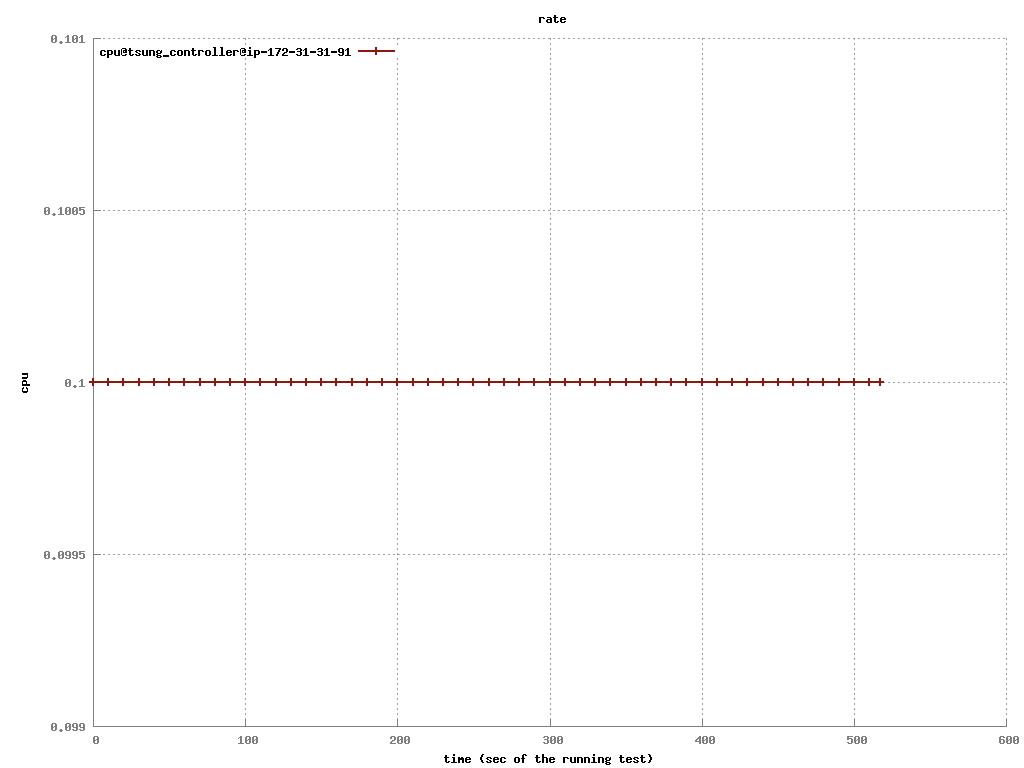 rate
0.101
cpu@tsung_controller@ip-172-31-31-91
0.1005
cpu
0.1
0.0995
0.099
0 100 200 300 400 500 600
time (sec of the running test)